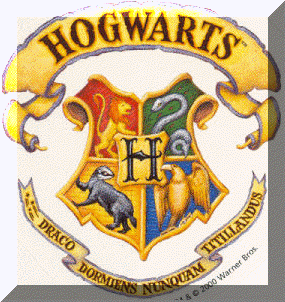 HOGWARTS
H
DRACO
DORMIENS NUNQUAM
TITILLANDUS
& © 2000 Warner Bros.